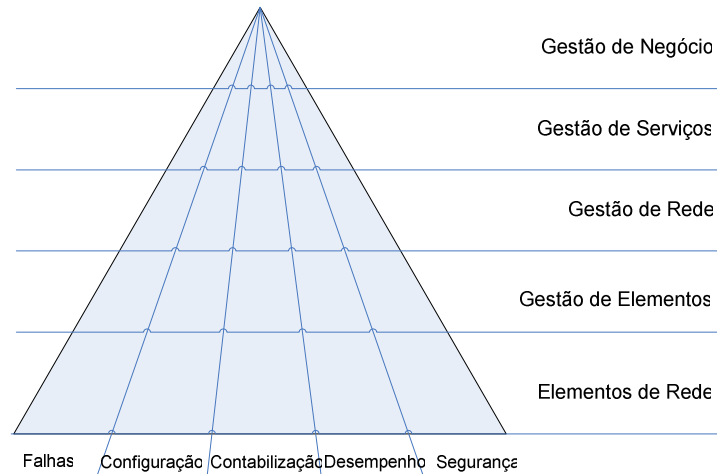 Gestão de Negócio
Gestão de Serviços
Gestão de Rede
Gestão de Elementos
Elementos de Rede
Falhas Configuração Contabilização Desempenho Segurança